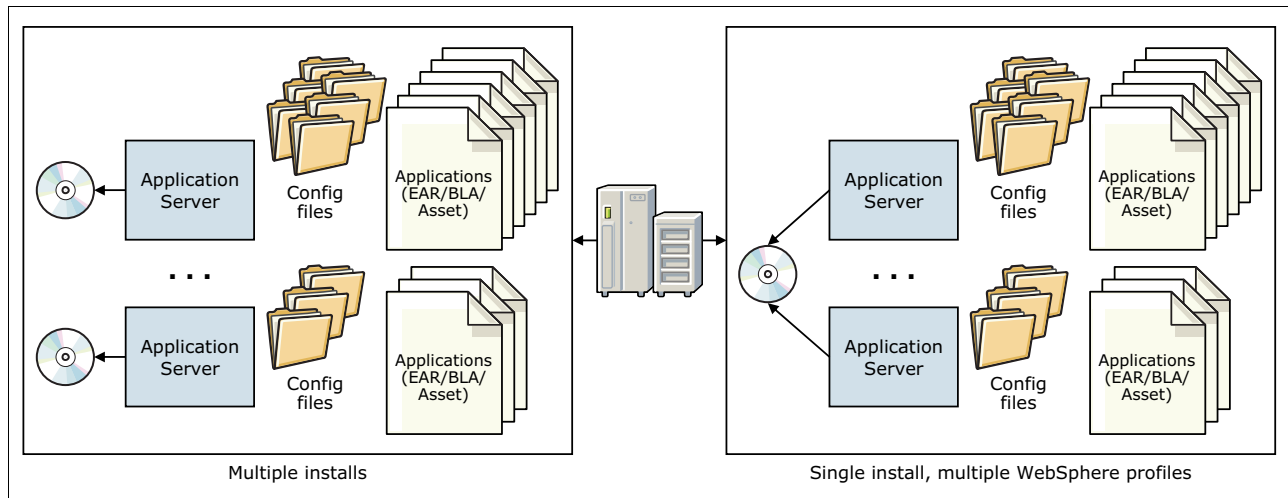 Application
Server
Config
files
Applications
(EAR/BLA/
Asset)
. . .
Application
Server
Config
files
Applications
(EAR/BLA/
Asset)
Multiple installs
Application
Server
Config
files
Applications
(EAR/BLA/
Asset)
. . .
Application
Server
Config
files
Applications
(EAR/BLA/
Asset)
Single install, multiple WebSphere profiles